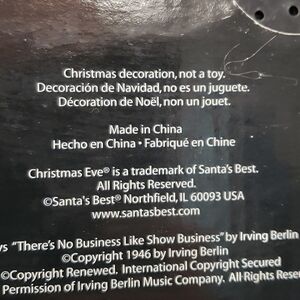 Christmas decoration, not a toy.
Decoración de Navidad, no es un juguete.
Décoration de Noël, non un jouet.
Made in China
Hecho en China • Fabriqué en Chine
Christmas Eve® is a trademark of Santa's Best.
All Rights Reserved.
©Santa's Best® Northfield, IL 60093 USA
www.santasbest.com
"There's No Business Like Show Business" by Irving Berlin
©Copyright 1946 by Irving Berlin
©Copyright Renewed. International Copyright Secured
Permission of Irving Berlin Music Company. All Rights Reserved